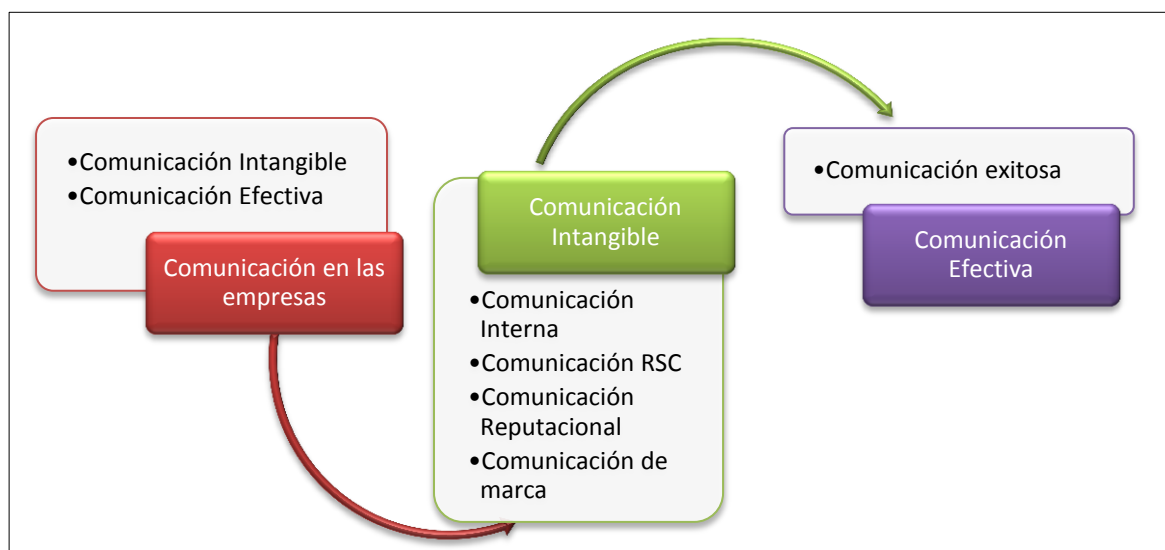 •Comunicación Intangible
•Comunicación Efectiva
Comunicación en las
empresas
Comunicación
Intangible
•Comunicación
Interna
•Comunicación RSC
•Comunicación
Reputacional
•Comunicación de
marca
•Comunicación exitosa
Comunicación
Efectiva